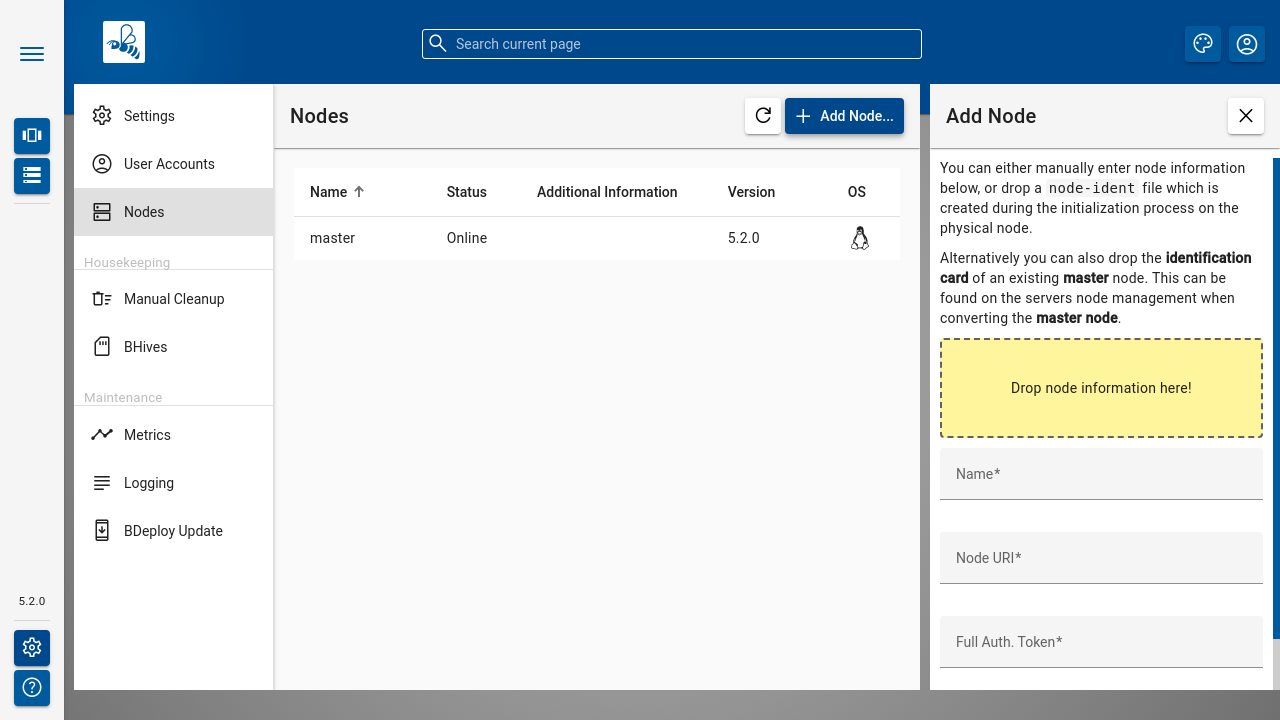 Search current page
Settings
User Accounts
Nodes
Housekeeping
Manual Cleanup
BHives
Maintenance
Metrics
Logging
BDeploy Update
5.2.0
Nodes
Add Node...
Name Status Additional Information Version OS
master Online 5.2.0
Add Node
You can either manually enter node information
below, or drop a node-ident file which is
created during the initialization process on the
physical node.
Alternatively you can also drop the identification
card of an existing master node. This can be
found on the servers node management when
converting the master node.
Drop node information here!
Name*
Node URI*
Full Auth. Token*